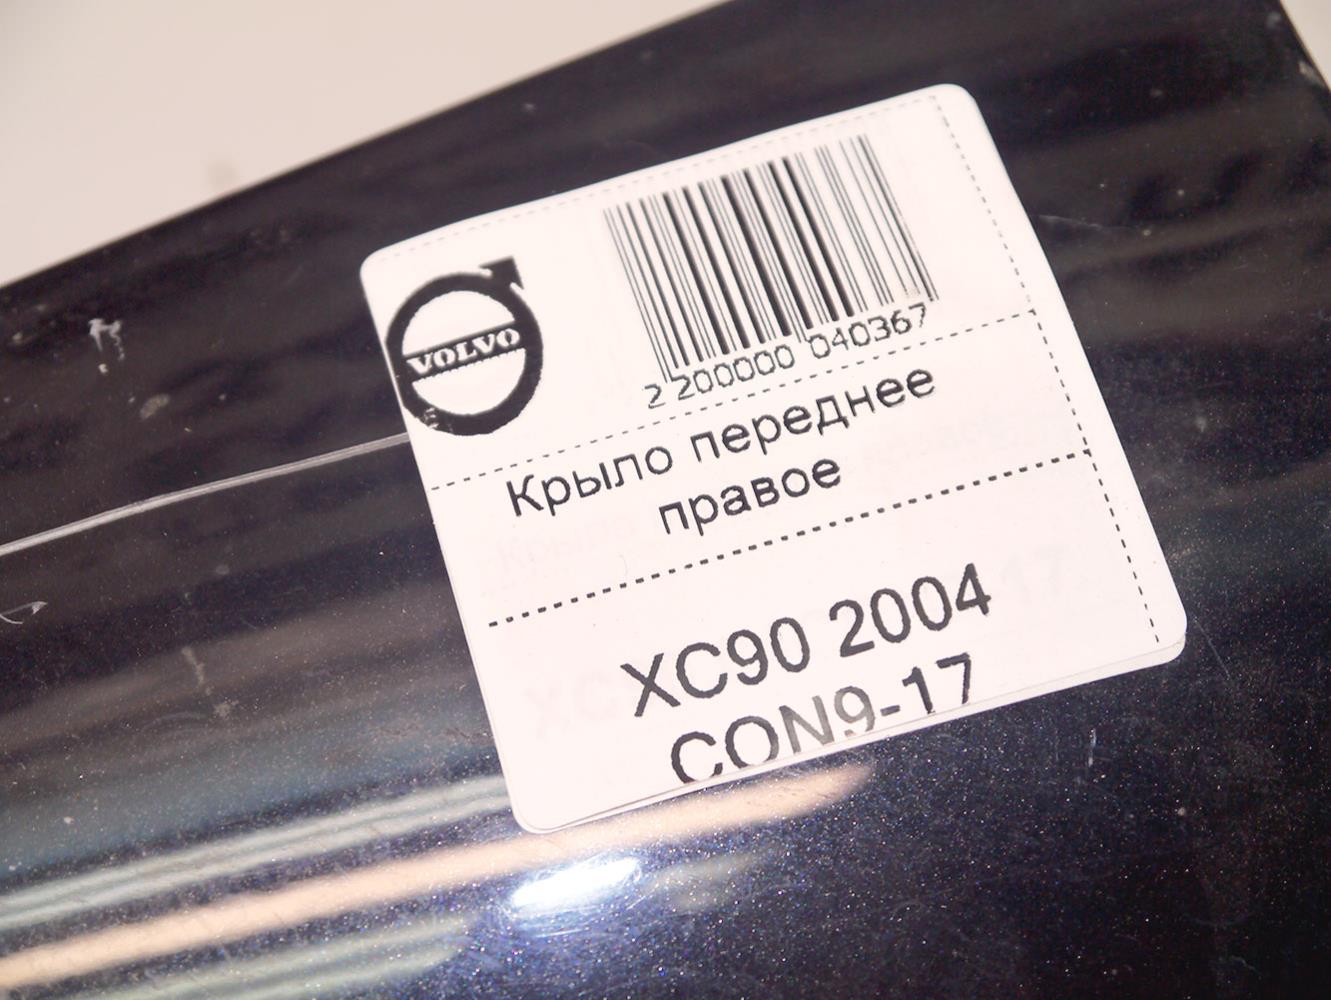 VOLVO
2 200000 040367
Крыло переднее
правое
XC90 2004
CON9-17